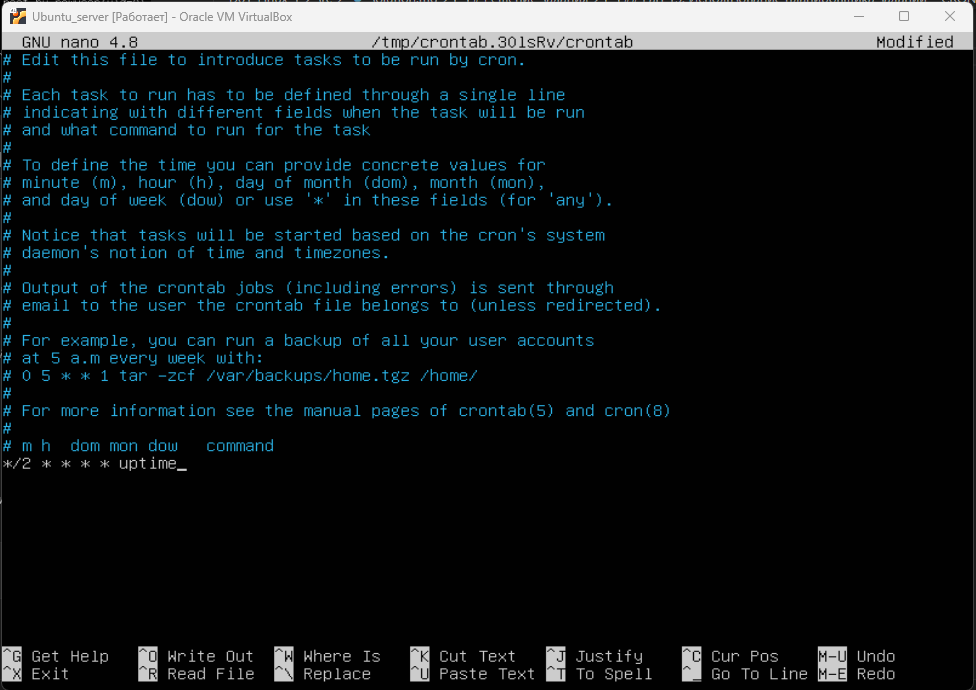 Ubuntu_server [Работает] - Oracle VM VirtualBox
GNU nano 4.8 /tmp/crontab.3OlsRv/crontab Modified
# Edit this file to introduce tasks to be run by cron.
#
# Each task to run has to be defined through a single line
# indicating with different fields when the task will be run
# and what command to run for the task
#
# To define the time you can provide concrete values for
# minute (m), hour (h), day of month (dom), month (mon),
# and day of week (dow) or use '*' in these fields (for 'any').
#
# Notice that tasks will be started based on the cron's system
# daemon's notion of time and timezones.
#
# Output of the crontab jobs (including errors) is sent through
# email to the user the crontab file belongs to (unless redirected).
#
# For example, you can run a backup of all your user accounts
# at 5 a.m every week with:
# 0 5 * * 1 tar -zcf /var/backups/home.tgz /home/
#
# For more information see the manual pages of crontab(5) and cron(8)
#
# m h  dom mon dow   command
*/2 * * * * uptime_
^G Get Help ^O Write Out ^W Where Is ^K Cut Text ^J Justify ^C Cur Pos M-U Undo
^X Exit ^R Read File ^\ Replace ^U Paste Text ^T To Spell ^_ Go To Line M-E Redo